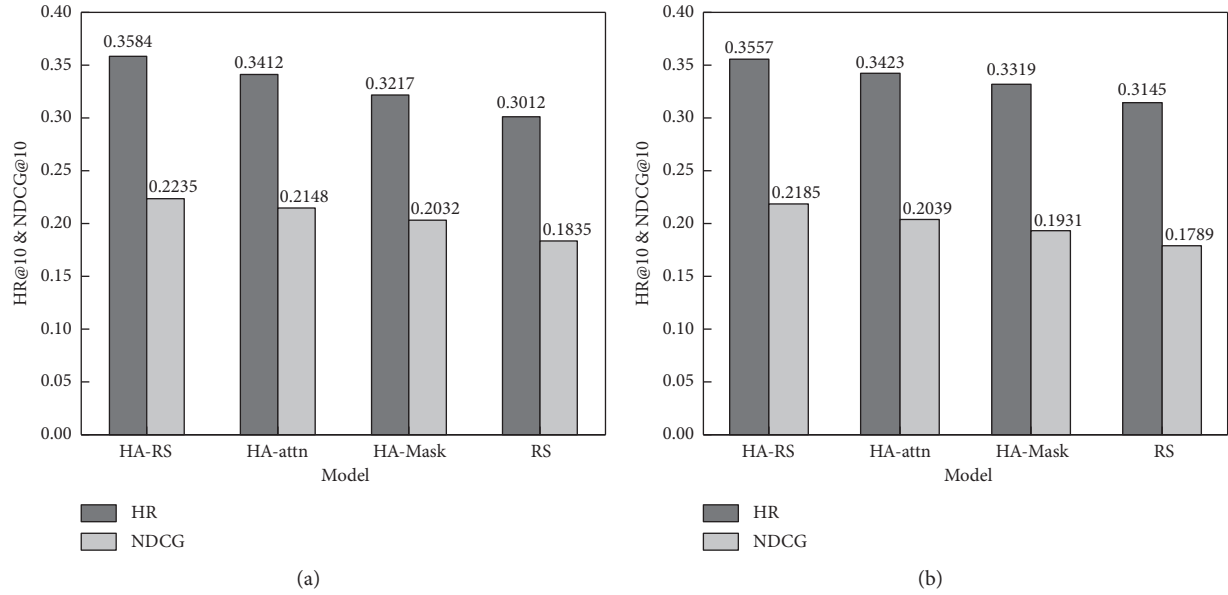 0.40
0.35
0.30
0.25
0.20
0.15
0.10
0.05
0.00
HR@10 & NDCG@10
0.3584
0.2235
0.3412
0.2148
0.3217
0.2032
0.3012
0.1835
HA-RS HA-attn HA-Mask RS
Model
HR
NDCG
(a)
0.40
0.35
0.30
0.25
0.20
0.15
0.10
0.05
0.00
HR@10 & NDCG@10
0.3557
0.2185
0.3423
0.2039
0.3319
0.1931
0.3145
0.1789
HA-RS HA-attn HA-Mask RS
Model
HR
NDCG
(b)